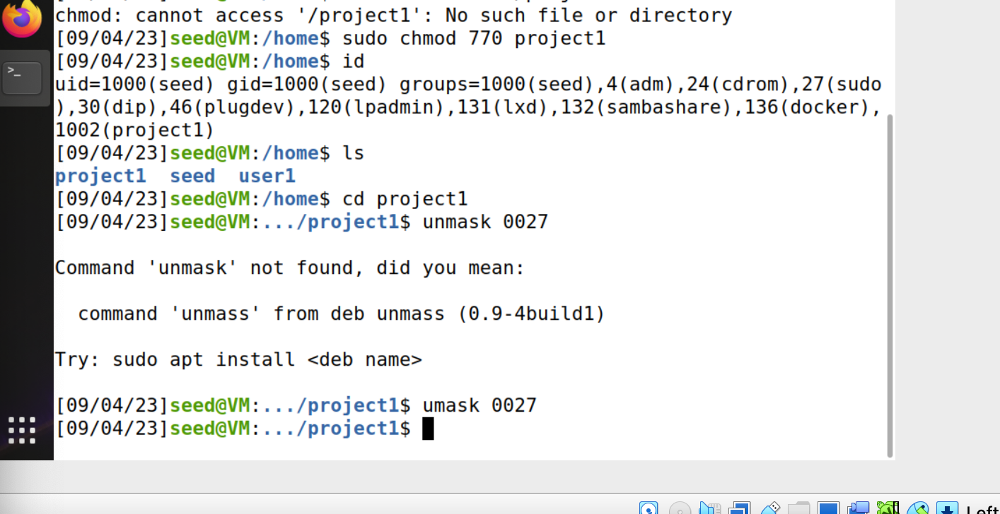 chmod: cannot access '/project1': No such file or directory
[09/04/23]seed@VM:/home$ sudo chmod 770 project1
[09/04/23]seed@VM:/home$ id
uid=1000(seed) gid=1000(seed) groups=1000(seed),4(adm),24(cdrom),27(sudo
),30(dip),46(plugdev),120(lpadmin),131(lxd),132(sambashare),136(docker),
1002(project1)
[09/04/23]seed@VM:/home$ ls
project1  seed  user1
[09/04/23]seed@VM:/home$ cd project1
[09/04/23]seed@VM:.../project1$ unmask 0027
Command 'unmask' not found, did you mean:
  command 'unmass' from deb unmass (0.9-4build1)
Try: sudo apt install <deb name>
[09/04/23]seed@VM:.../project1$ umask 0027
[09/04/23]seed@VM:.../project1$
Left